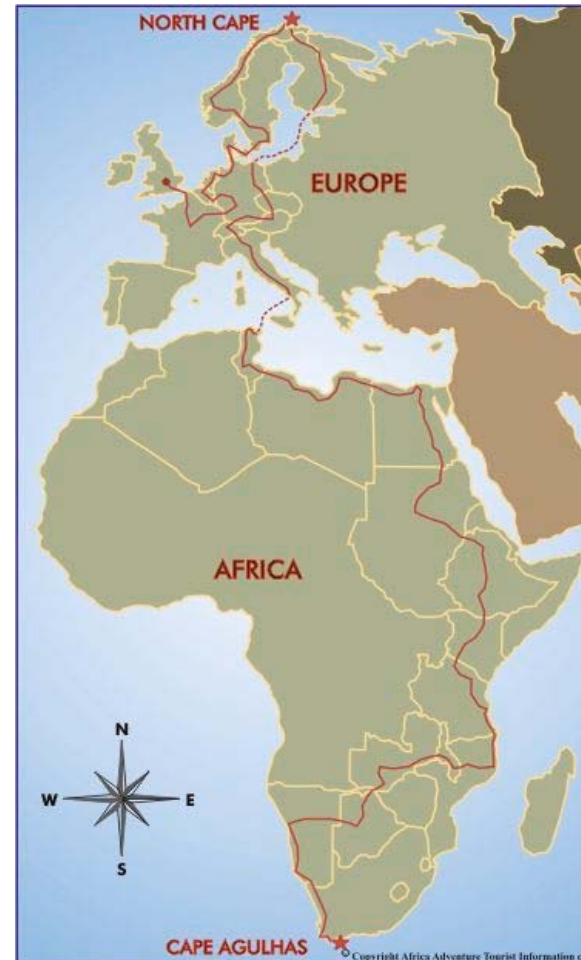 NORTH CAPE
EUROPE
AFRICA
N
W E
S
CAPE AGULHAS
© Copyright Africa Adventure Tourist Information